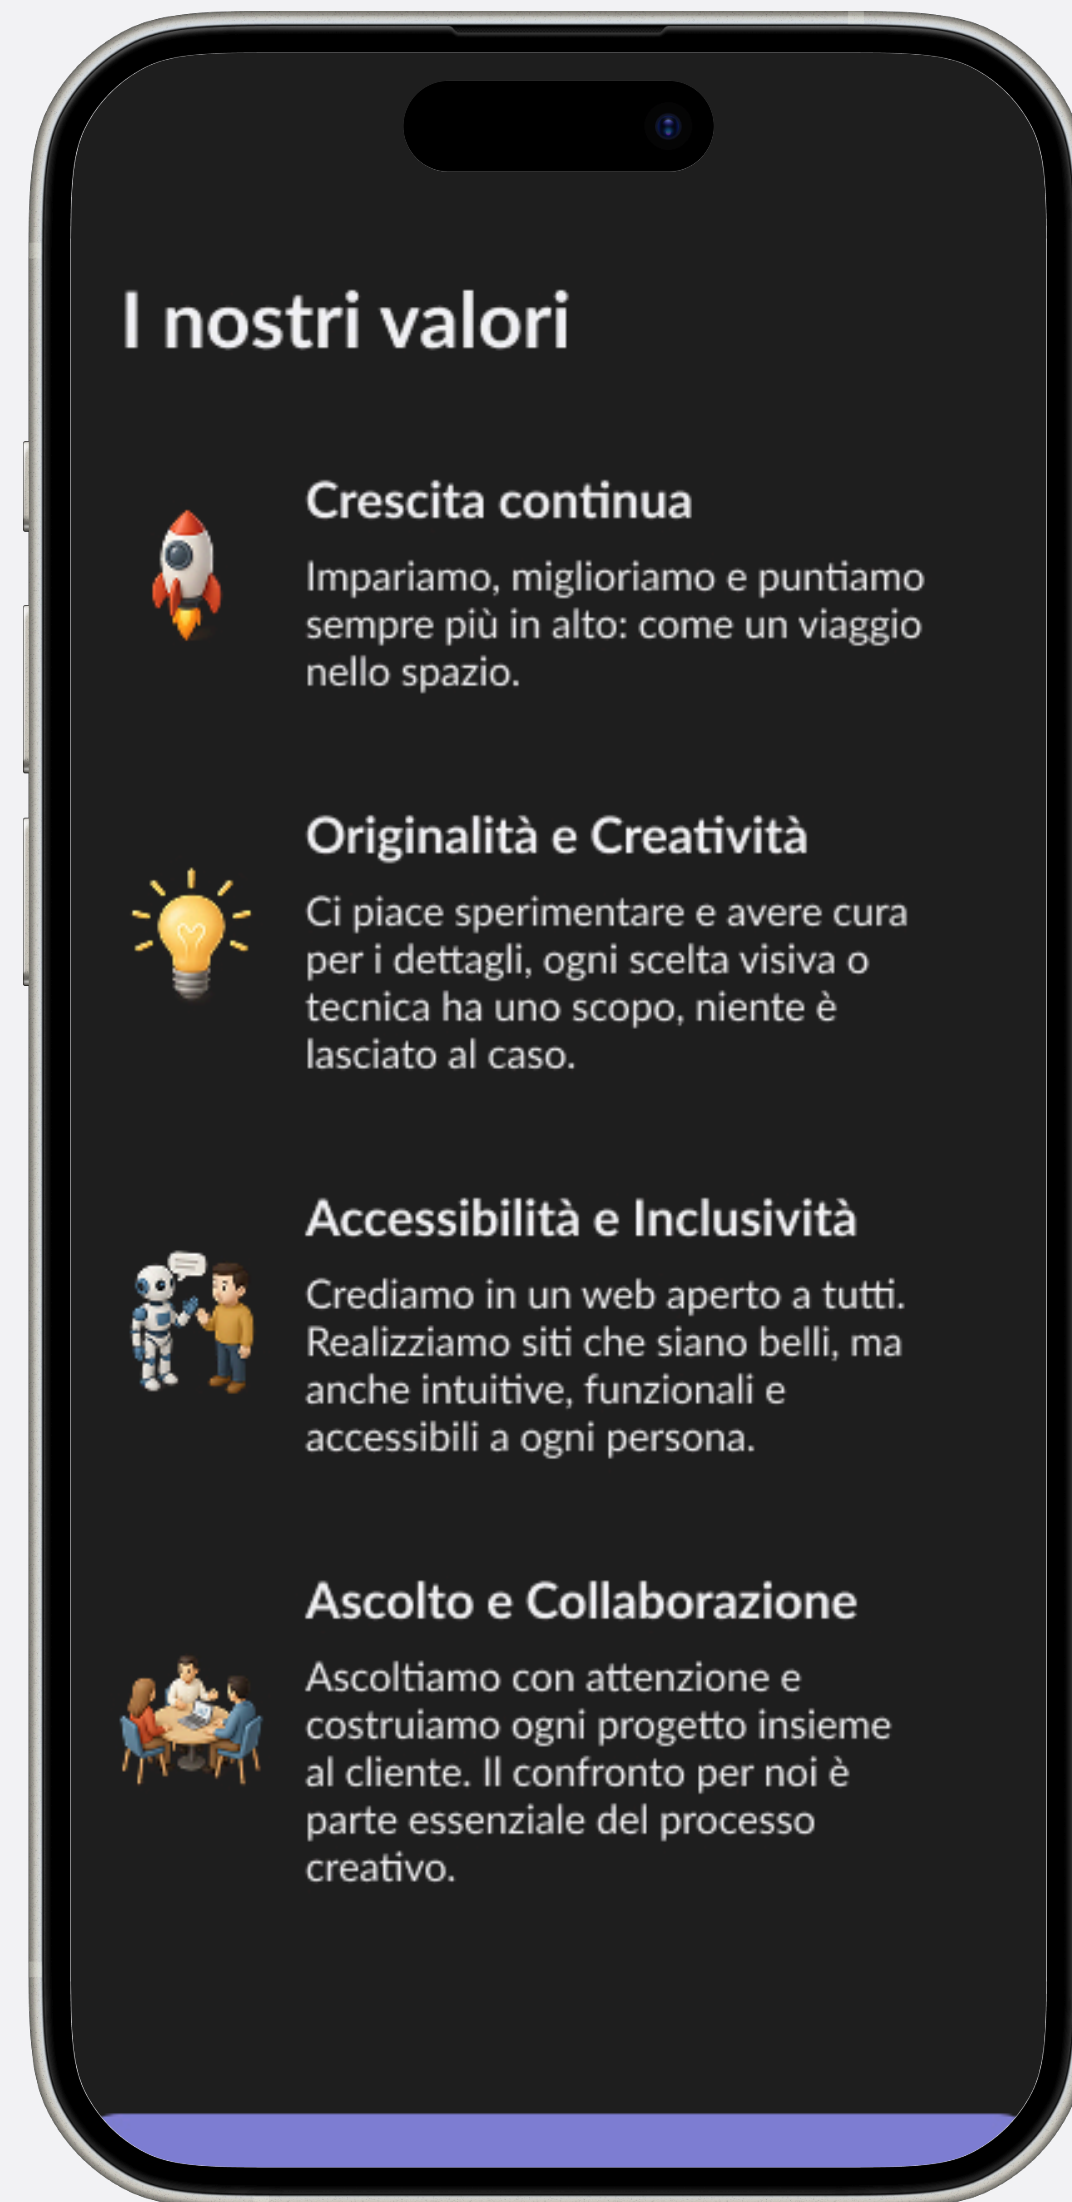 I nostri valori
Crescita continua
Impariamo, miglioriamo e puntiamo
sempre più in alto: come un viaggio
nello spazio.
Originalità e Creatività
Ci piace sperimentare e avere cura
per i dettagli, ogni scelta visiva o
tecnica ha uno scopo, niente è
lasciato al caso.
Accessibilità e Inclusività
Crediamo in un web aperto a tutti.
Realizziamo siti che siano belli, ma
anche intuitive, funzionali e
accessibili a ogni persona.
Ascolto e Collaborazione
Ascoltiamo con attenzione e
costruiamo ogni progetto insieme
al cliente. Il confronto per noi è
parte essenziale del processo
creativo.